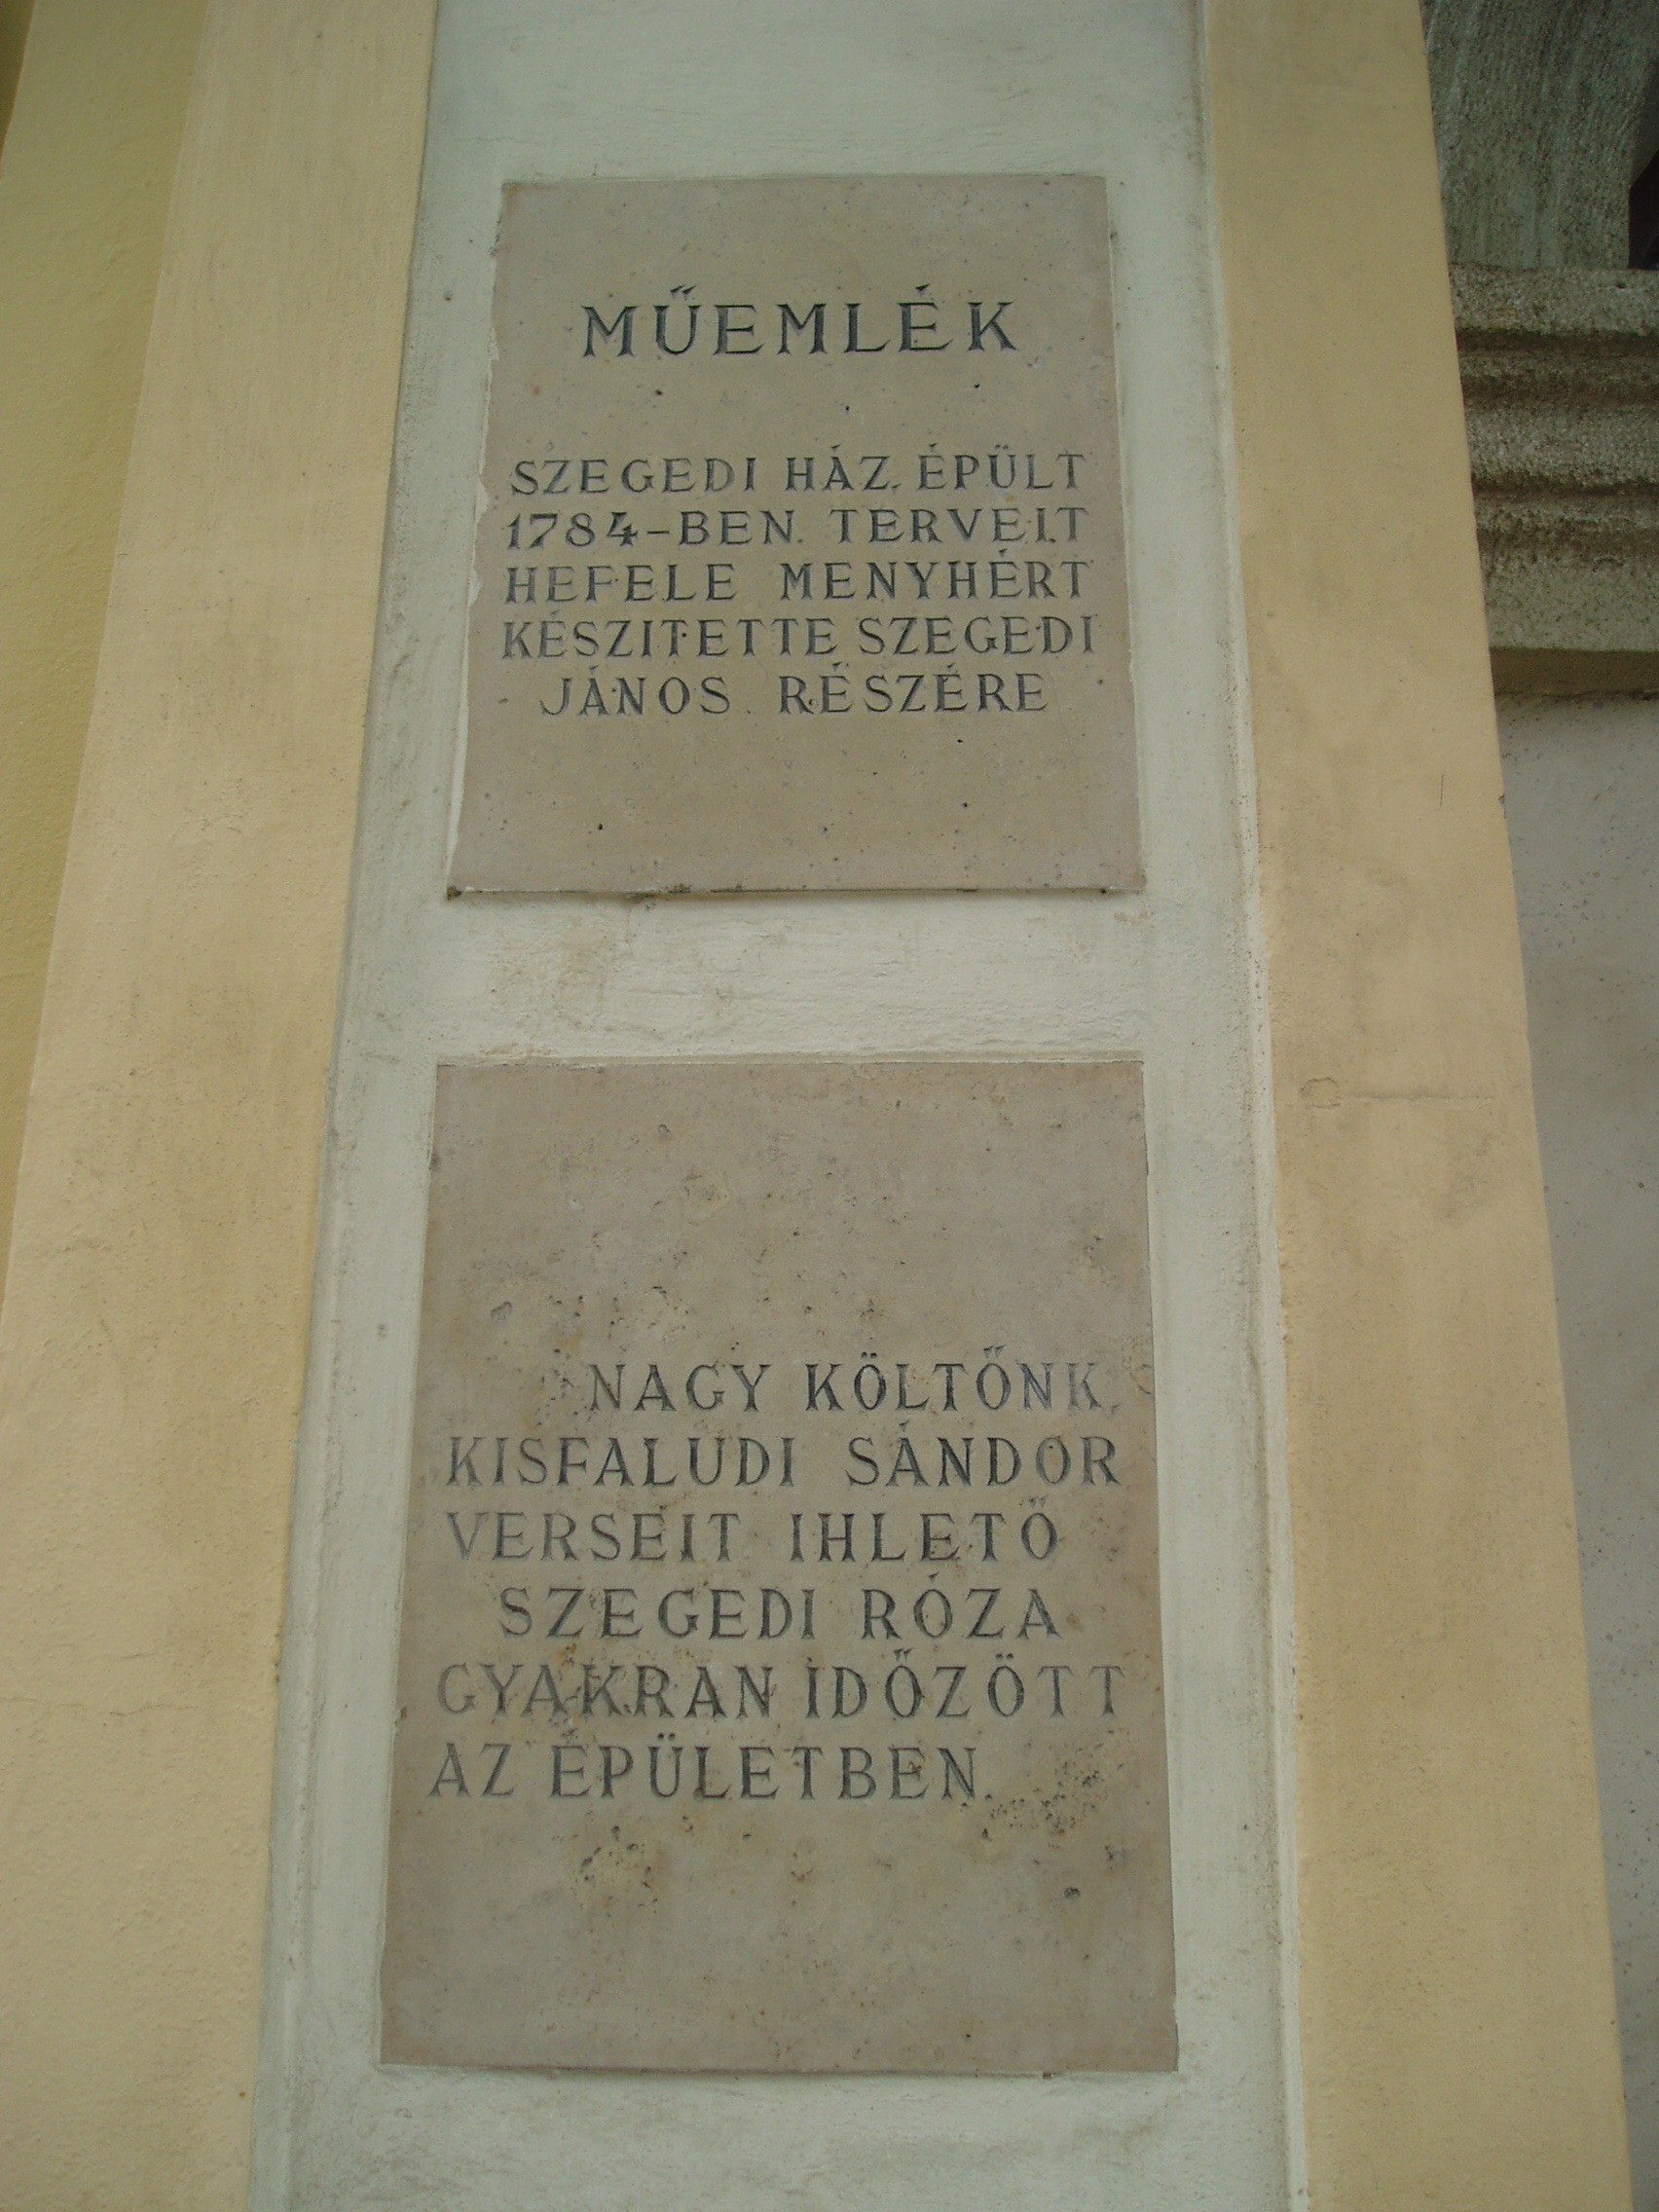 MŰEMLÉK
SZEGEDI HÁZ. ÉPÜLT
1784-BEN. TERVEIT
HEFELE MENYHÉRT
KÉSZITETTE SZEGEDI
JÁNOS RÉSZÉRE
NAGY KÖLTŐNK
KISFALUDI SÁNDOR
VERSEIT IHLETŐ
SZEGEDI RÓZA
GYAKRAN IDŐZÖTT
AZ ÉPÜLETBEN.